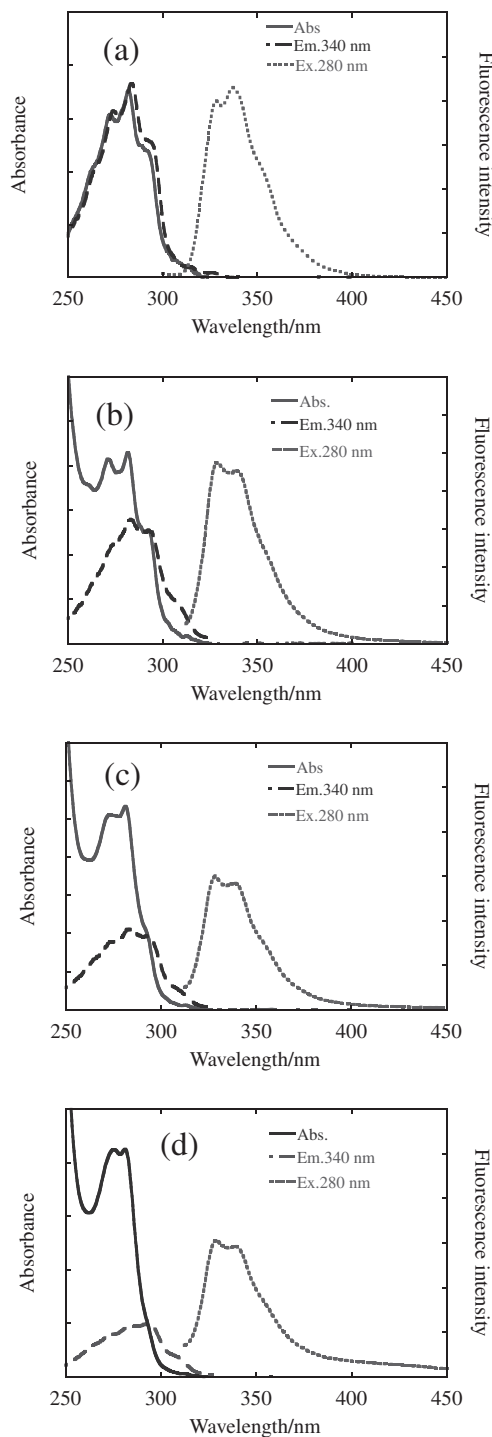 (a)
Abs
Em.340 nm
Ex.280 nm
Absorbance
Fluorescence intensity
250 300 350 400 450
Wavelength/nm
(b)
Abs.
Em.340 nm
Ex.280 nm
Absorbance
Fluorescence intensity
250 300 350 400 450
Wavelength/nm
(c)
Abs
Em.340 nm
Ex.280 nm
Absorbance
Fluorescence intensity
250 300 350 400 450
Wavelength/nm
(d)
Abs.
Em.340 nm
Ex.280 nm
Absorbance
Fluorescence intensity
250 300 350 400 450
Wavelength/nm